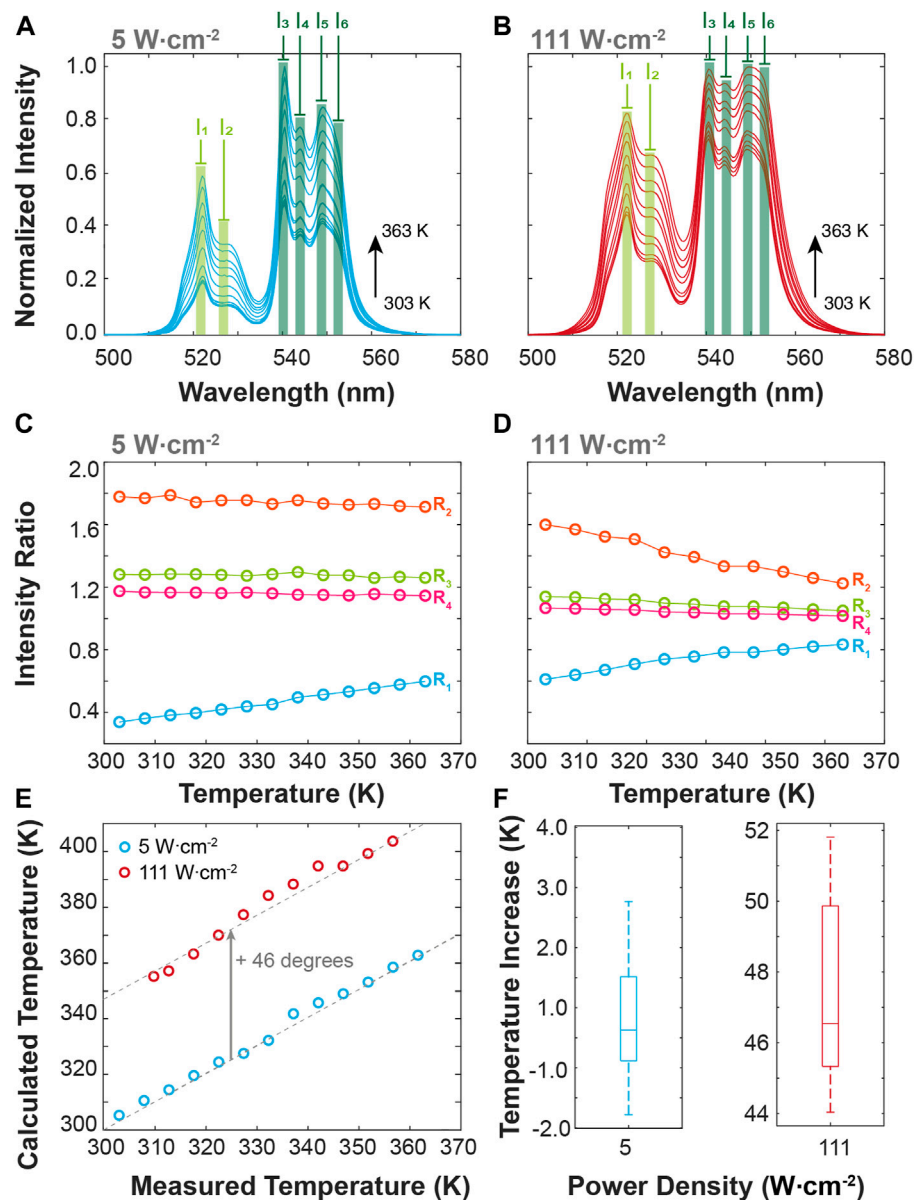 A
5 W·cm⁻²
I₁
I₂
I₃
I₄
I₅
I₆
Normalized Intensity
1.0
0.8
0.6
0.4
0.2
0.0
363 K
303 K
500
520
540
560
580
Wavelength (nm)
B
111 W·cm⁻²
I₁
I₂
I₃
I₄
I₅
I₆
363 K
303 K
500
520
540
560
580
Wavelength (nm)
C
5 W·cm⁻²
Intensity Ratio
2.0
1.6
1.2
0.8
0.4
R₂
R₃
R₄
R₁
300 310 320 330 340 350 360 370
Temperature (K)
D
111 W·cm⁻²
R₂
R₃
R₄
R₁
300 310 320 330 340 350 360 370
Temperature (K)
E
Calculated Temperature (K)
400
380
360
340
320
300
5 W·cm⁻²
111 W·cm⁻²
+ 46 degrees
300 310 320 330 340 350 360 370
Measured Temperature (K)
F
Temperature Increase (K)
4.0
3.0
1.0
-1.0
-2.0
5
52
50
48
46
44
111
Power Density (W·cm⁻²)